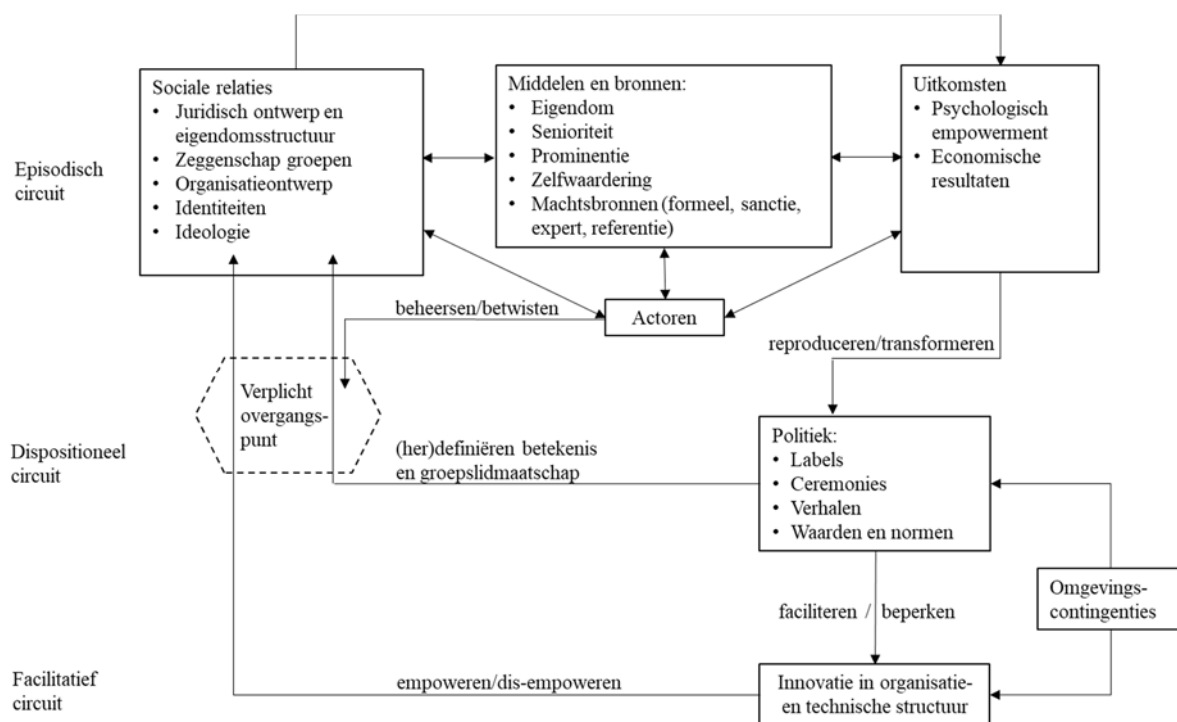 Sociale relaties
• Juridisch ontwerp en
eigendomsstructuur
• Zeggenschap groepen
• Organisatieontwerp
• Identiteiten
• Ideologie
Middelen en bronnen:
• Eigendom
• Senioriteit
• Prominentie
• Zelfwaardering
• Machtsbronnen (formeel, sanctie,
expert, referentie)
Uitkomsten
• Psychologisch
empowerment
• Economische
resultaten
Episodisch
circuit
beheersen/betwisten
Actoren
reproduceren/transformeren
Verplicht
overgangs-
punt
Dispositioneel
circuit
(her)definiëren betekenis
en groepslidmaatschap
Politiek:
• Labels
• Ceremonies
• Verhalen
• Waarden en normen
Omgevings-
contingenties
faciliteren / beperken
Facilitatief
circuit
empoweren/dis-empoweren
Innovatie in organisatie-
en technische structuur